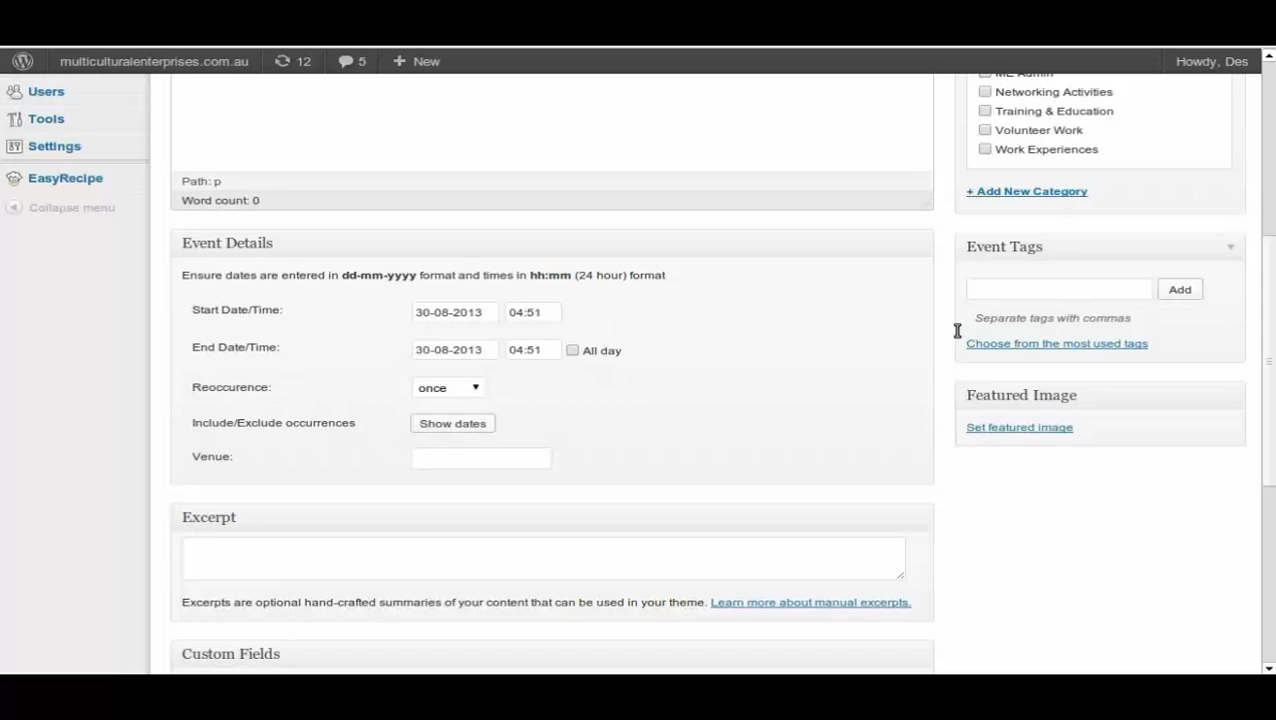 multiculturalenterprises.com.au 12 5 + New Howdy, Des
Users
Tools
Settings
EasyRecipe
Collapse menu
Path: p
Word count: 0
Event Details
Ensure dates are entered in dd-mm-yyyy format and times in hh:mm (24 hour) format
Start Date/Time: 30-08-2013 04:51
End Date/Time: 30-08-2013 04:51 All day
Reoccurence: once
Include/Exclude occurrences Show dates
Venue:
Excerpt
Excerpts are optional hand-crafted summaries of your content that can be used in your theme. Learn more about manual excerpts.
Custom Fields
ME Admin
Networking Activities
Training & Education
Volunteer Work
Work Experiences
+ Add New Category
Event Tags
Add
Separate tags with commas
Choose from the most used tags
Featured Image
Set featured image